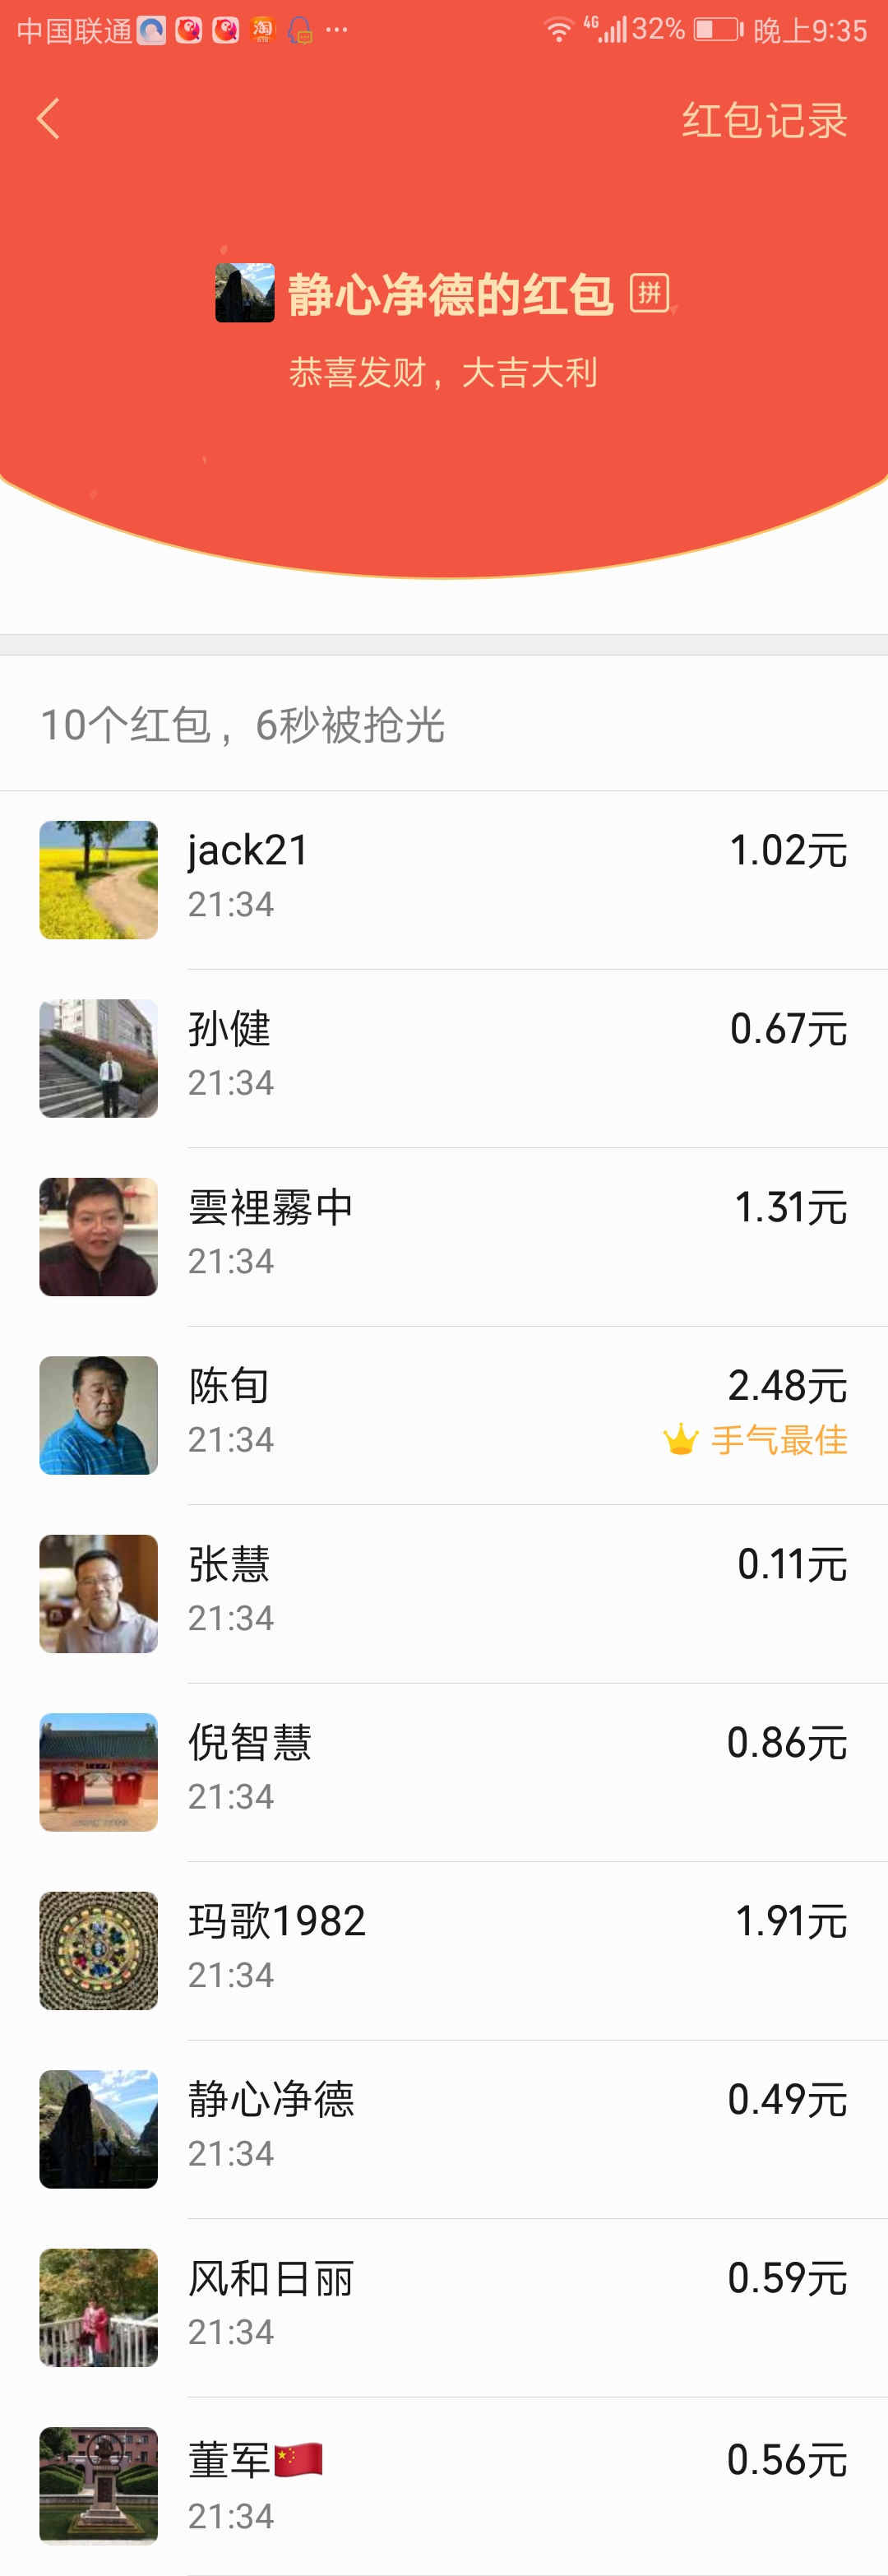 中国联通 淘 ... 4G 32% 晚上9:35
红包记录
静心净德的红包 拼
恭喜发财，大吉大利
10个红包，6秒被抢光
jack21 1.02元
21:34
孙健 0.67元
21:34
雲裡霧中 1.31元
21:34
陈旬 2.48元
21:34 手气最佳
张慧 0.11元
21:34
倪智慧 0.86元
21:34
玛歌1982 1.91元
21:34
静心净德 0.49元
21:34
风和日丽 0.59元
21:34
董军🇨🇳 0.56元
21:34